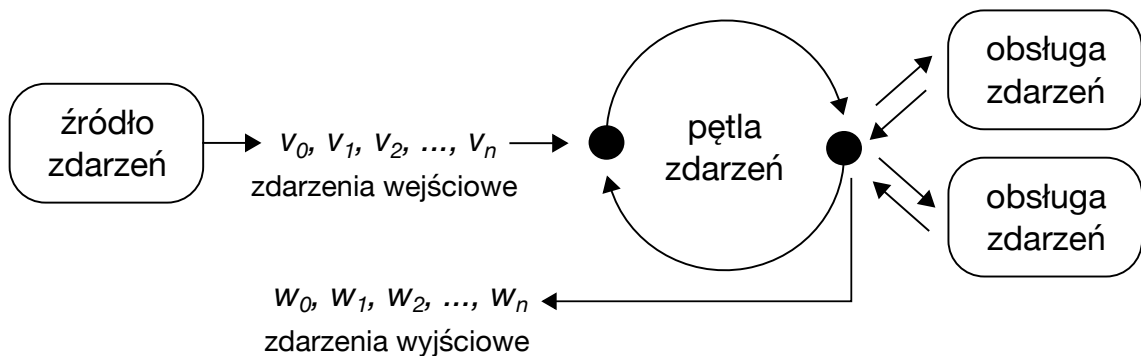 źródło
zdarzeń
v0, v1, v2, ..., vn
zdarzenia wejściowe
pętla
zdarzeń
obsługa
zdarzeń
obsługa
zdarzeń
w0, w1, w2, ..., wn
zdarzenia wyjściowe